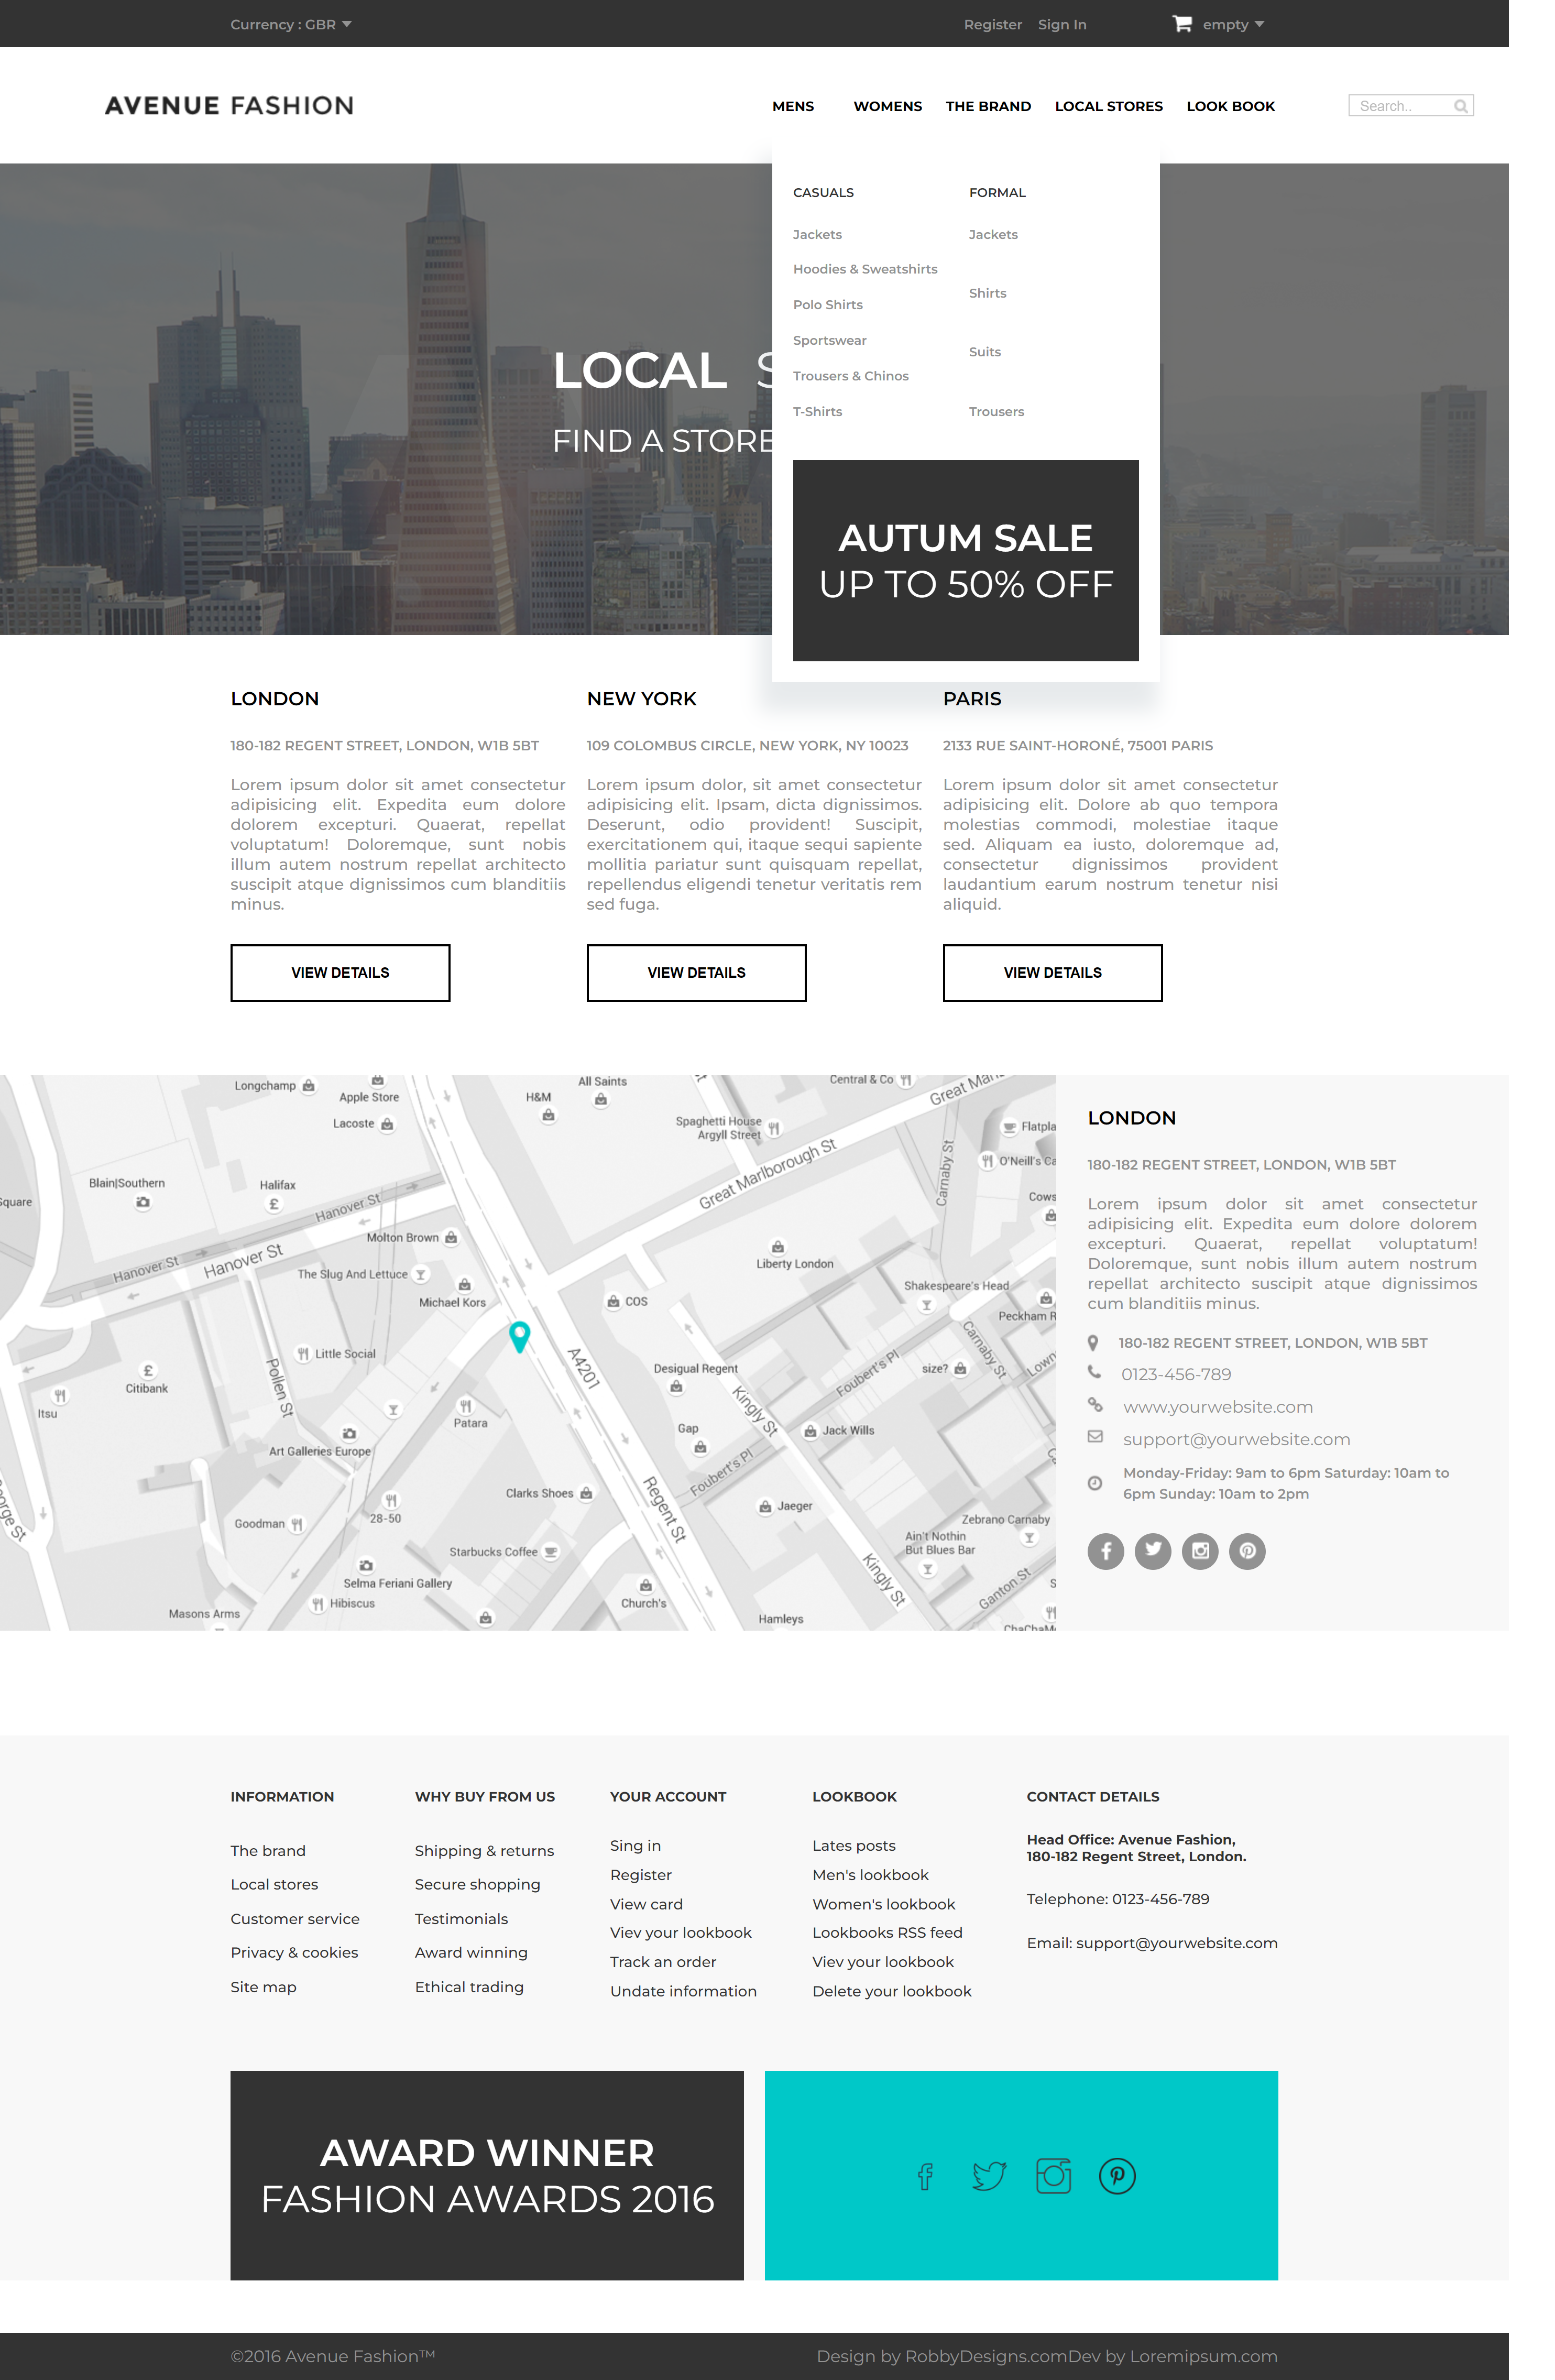 Currency : GBR
Register Sign In
empty
AVENUE FASHION
MENS WOMENS THE BRAND LOCAL STORES LOOK BOOK
Search..
CASUALS
Jackets
Hoodies & Sweatshirts
Polo Shirts
Sportswear
Trousers & Chinos
T-Shirts
FORMAL
Jackets
Shirts
Suits
Trousers
AUTUM SALE
UP TO 50% OFF
LOCAL S
FIND A STORE
LONDON
180-182 REGENT STREET, LONDON, W1B 5BT
Lorem ipsum dolor sit amet consectetur
adipisicing elit. Expedita eum dolore
dolorem excepturi. Quaerat, repellat
voluptatum! Doloremque, sunt nobis
illum autem nostrum repellat architecto
suscipit atque dignissimos cum blanditiis
minus.
VIEW DETAILS
NEW YORK
109 COLOMBUS CIRCLE, NEW YORK, NY 10023
Lorem ipsum dolor, sit amet consectetur
adipisicing elit. Ipsam, dicta dignissimos.
Deserunt, odio provident! Suscipit,
exercitationem qui, itaque sequi sapiente
mollitia pariatur sunt quisquam repellat,
repellendus eligendi tenetur veritatis rem
sed fuga.
VIEW DETAILS
PARIS
2133 RUE SAINT-HORONÉ, 75001 PARIS
Lorem ipsum dolor sit amet consectetur
adipisicing elit. Dolore ab quo tempora
molestias commodi, molestiae itaque
sed. Aliquam ea iusto, doloremque ad,
consectetur dignissimos provident
laudantium earum nostrum tenetur nisi
aliquid.
VIEW DETAILS
Longchamp
Apple Store
Lacoste
H&M
All Saints
Spaghetti House
Argyll Street
Central & Co
Great Marl
Flatpla
O'Neill's Ca
Carnaby St
Cows
Great Marlborough St
Square
Blain|Southern
Halifax
Hanover St
Molton Brown
Hanover St
Hanover St
The Slug And Lettuce
Michael Kors
Liberty London
COS
Shakespeare's Head
Peckham R
Little Social
A4201
Desigual Regent
size?
Carnaby St
Lown
Foubert's Pl
Citibank
Itsu
Pollen St
Patara
Kingly St
Gap
Jack Wills
Art Galleries Europe
Foubert's Pl
Clarks Shoes
Regent St
Jaeger
George St
Goodman
28-50
Zebrano Carnaby
Ain't Nothin
But Blues Bar
Starbucks Coffee
Selma Feriani Gallery
Kingly St
Ganton St
Hibiscus
Church's
Masons Arms
Hamleys
ChaChaM
LONDON
180-182 REGENT STREET, LONDON, W1B 5BT
Lorem ipsum dolor sit amet consectetur
adipisicing elit. Expedita eum dolore dolorem
excepturi. Quaerat, repellat voluptatum!
Doloremque, sunt nobis illum autem nostrum
repellat architecto suscipit atque dignissimos
cum blanditiis minus.
180-182 REGENT STREET, LONDON, W1B 5BT
0123-456-789
www.yourwebsite.com
support@yourwebsite.com
Monday-Friday: 9am to 6pm Saturday: 10am to
6pm Sunday: 10am to 2pm
INFORMATION
The brand
Local stores
Customer service
Privacy & cookies
Site map
WHY BUY FROM US
Shipping & returns
Secure shopping
Testimonials
Award winning
Ethical trading
YOUR ACCOUNT
Sing in
Register
View card
Viev your lookbook
Track an order
Undate information
LOOKBOOK
Lates posts
Men's lookbook
Women's lookbook
Lookbooks RSS feed
Viev your lookbook
Delete your lookbook
CONTACT DETAILS
Head Office: Avenue Fashion,
180-182 Regent Street, London.
Telephone: 0123-456-789
Email: support@yourwebsite.com
AWARD WINNER
FASHION AWARDS 2016
©2016 Avenue Fashion™
Design by RobbyDesigns.comDev by Loremipsum.com